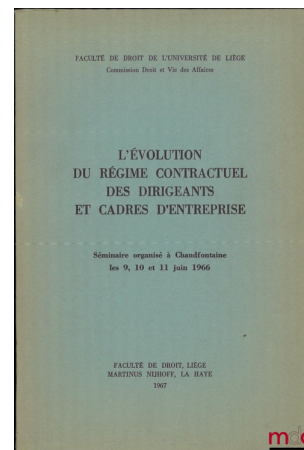 FACULTÉ DE DROIT DE L'UNIVERSITÉ DE LIÈGE
Commission Droit et Vie des Affaires
L'ÉVOLUTION
DU RÉGIME CONTRACTUEL
DES DIRIGEANTS
ET CADRES D'ENTREPRISE
Séminaire organisé à Chaudfontaine
les 9, 10 et 11 juin 1966
FACULTÉ DE DROIT, LIÈGE
MARTINUS NIJHOFF, LA HAYE
1967